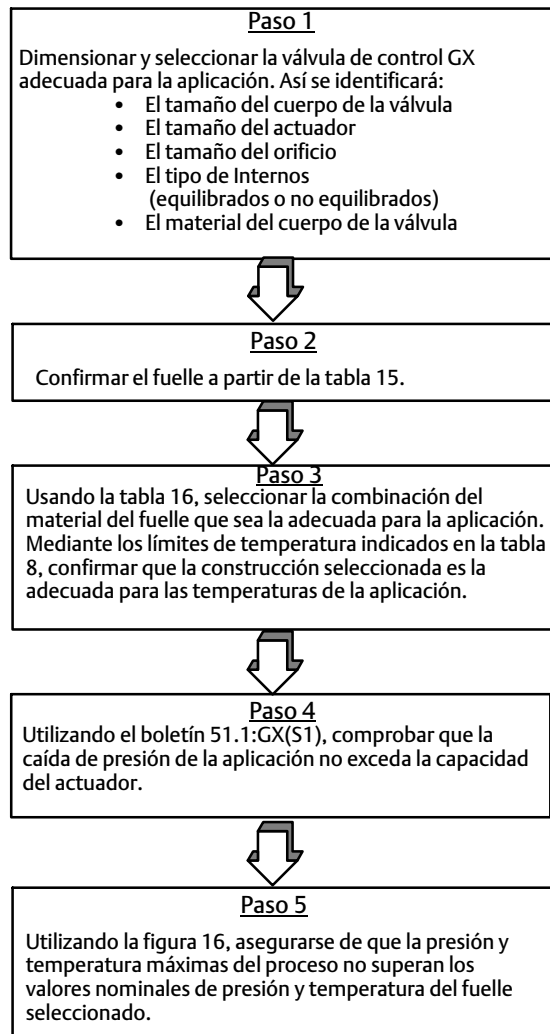 Paso 1
Dimensionar y seleccionar la válvula de control GX
adecuada para la aplicación. Así se identificará:
• El tamaño del cuerpo de la válvula
• El tamaño del actuador
• El tamaño del orificio
• El tipo de Internos
(equilibrados o no equilibrados)
• El material del cuerpo de la válvula
Paso 2
Confirmar el fuelle a partir de la tabla 15.
Paso 3
Usando la tabla 16, seleccionar la combinación del
material del fuelle que sea la adecuada para la aplicación.
Mediante los límites de temperatura indicados en la tabla
8, confirmar que la construcción seleccionada es la
adecuada para las temperaturas de la aplicación.
Paso 4
Utilizando el boletín 51.1:GX(S1), comprobar que la
caída de presión de la aplicación no exceda la capacidad
del actuador.
Paso 5
Utilizando la figura 16, asegurarse de que la presión y
temperatura máximas del proceso no superan los
valores nominales de presión y temperatura del fuelle
seleccionado.